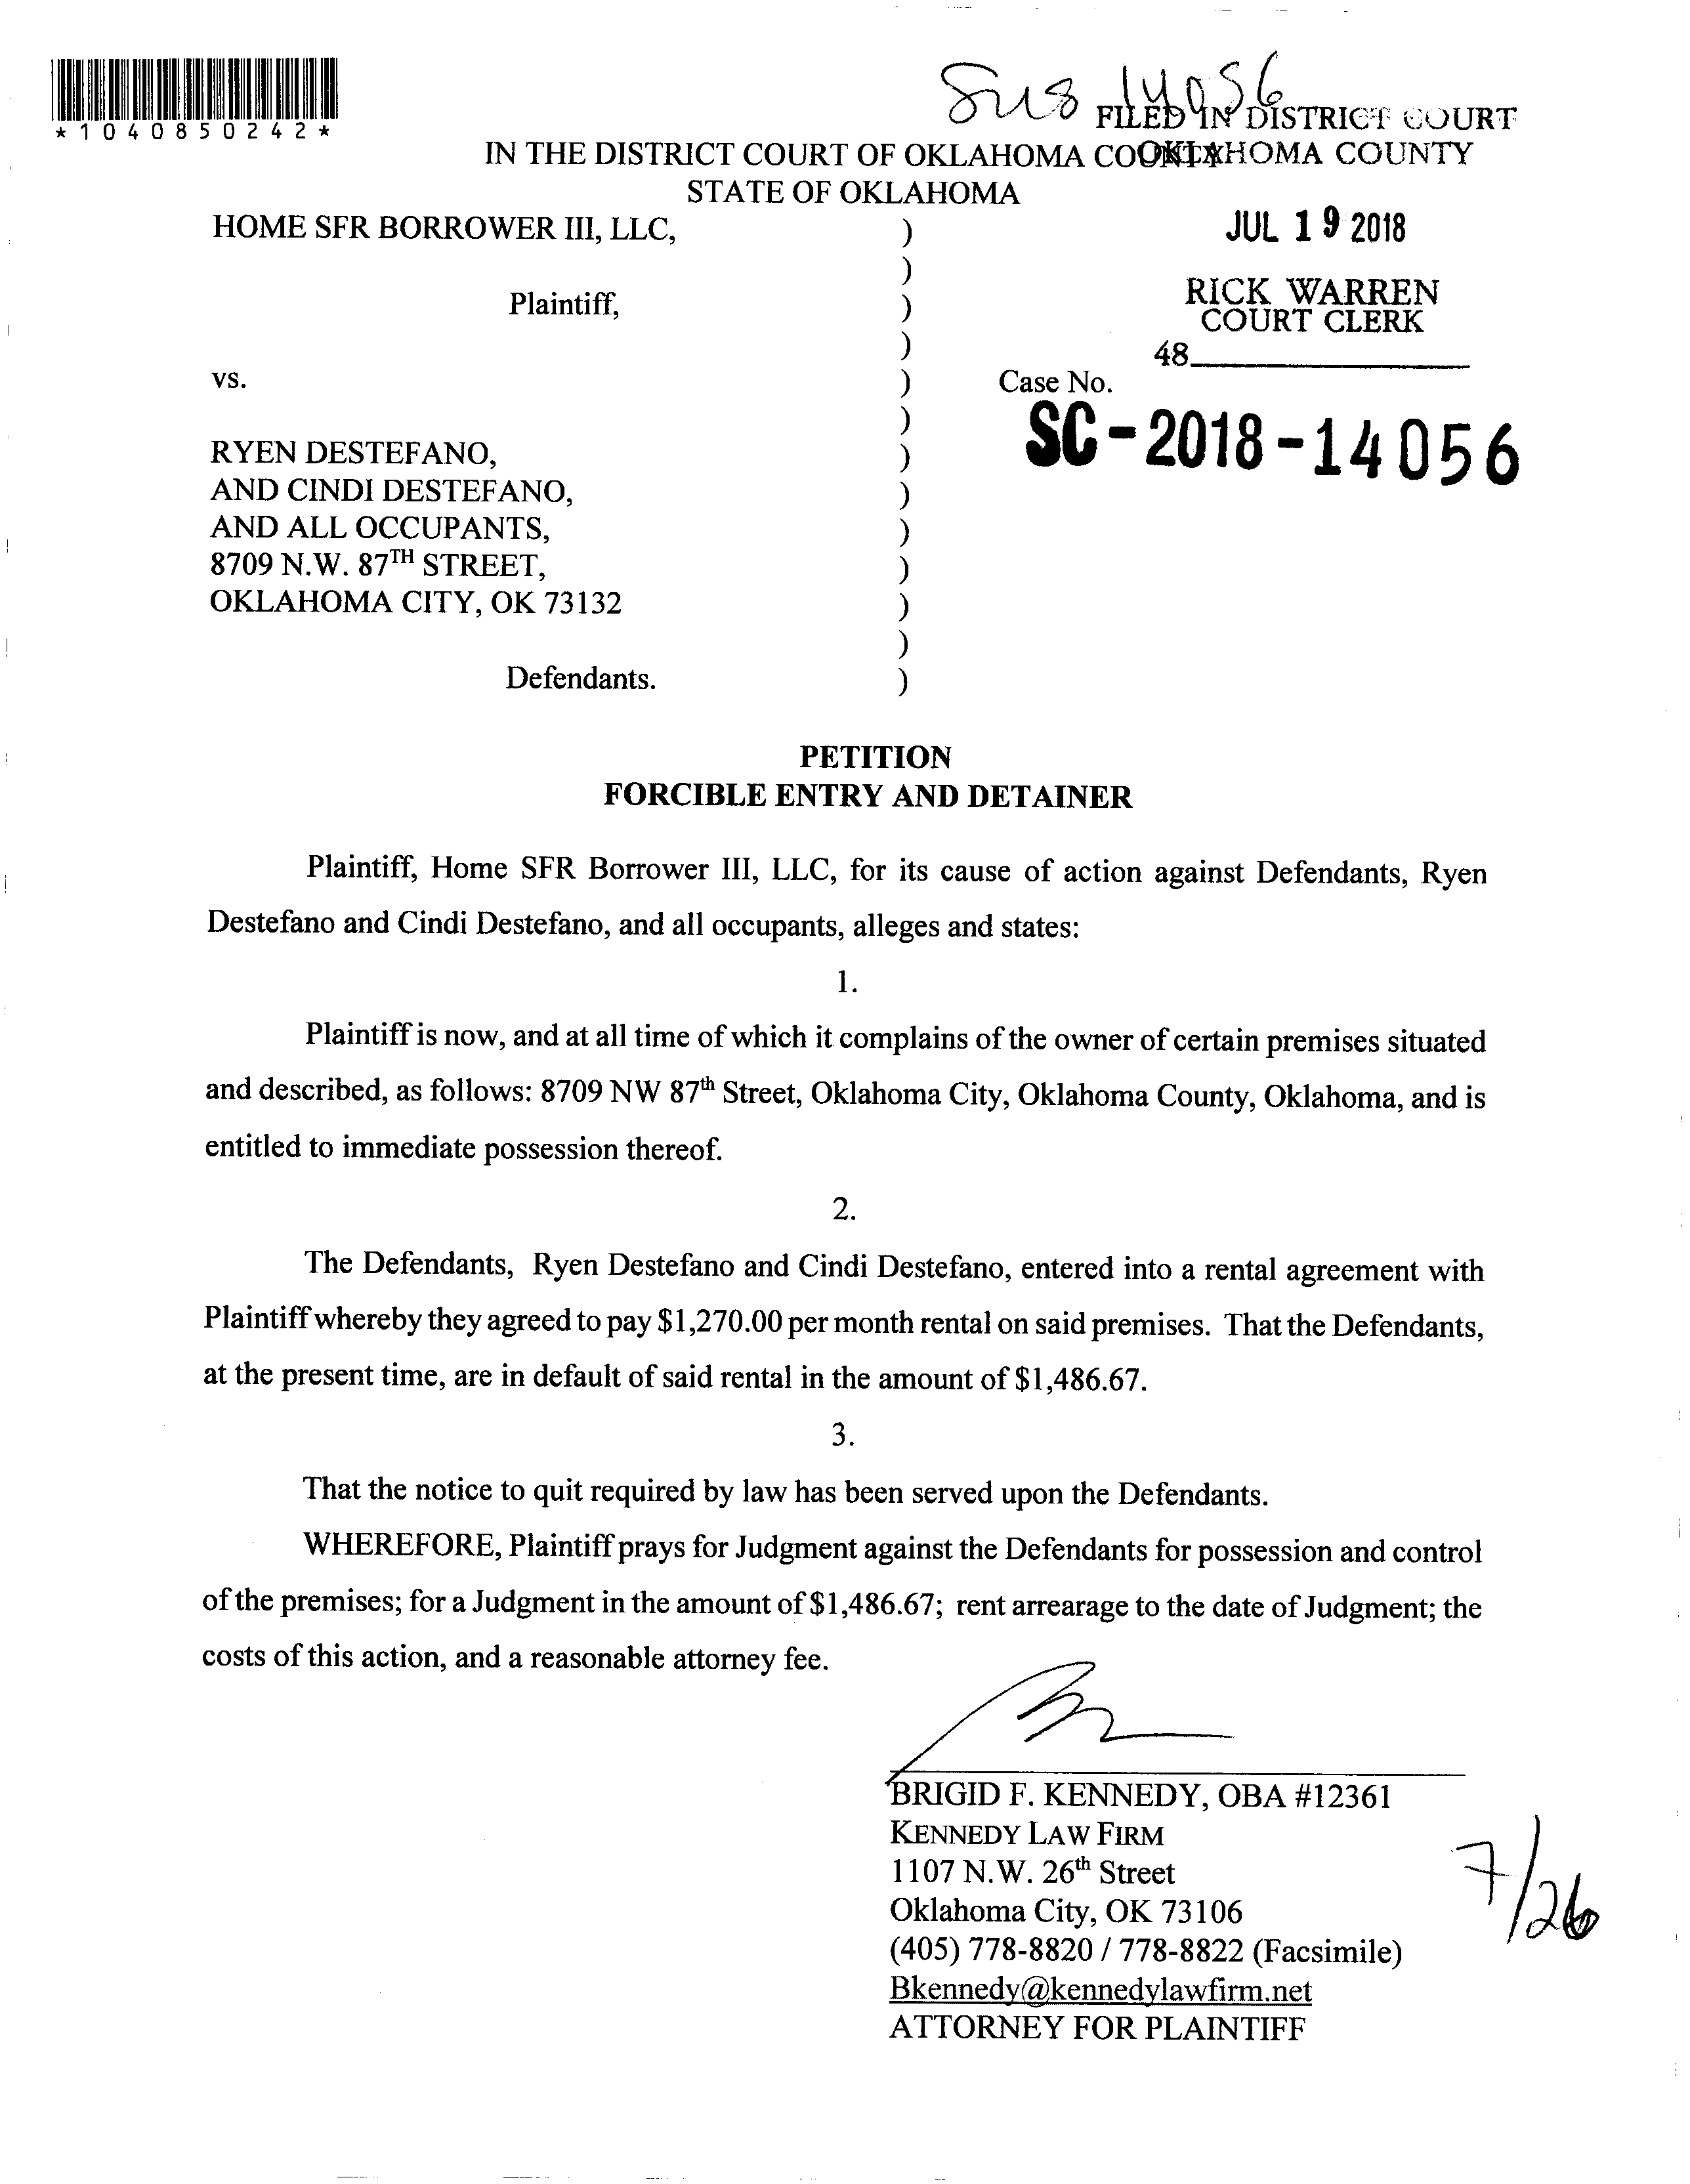 *1040850242*
14056
FILED IN DISTRICT COURT
OKLAHOMA COUNTY
IN THE DISTRICT COURT OF OKLAHOMA COUNTY
STATE OF OKLAHOMA
HOME SFR BORROWER III, LLC, )
JUL 19 2018
)
Plaintiff, )
RICK WARREN
COURT CLERK
)
48
vs. )
Case No.
)
SC-2018-14056
RYEN DESTEFANO, )
AND CINDI DESTEFANO, )
AND ALL OCCUPANTS, )
8709 N.W. 87TH STREET, )
OKLAHOMA CITY, OK 73132 )
)
Defendants. )
PETITION
FORCIBLE ENTRY AND DETAINER
Plaintiff, Home SFR Borrower III, LLC, for its cause of action against Defendants, Ryen
Destefano and Cindi Destefano, and all occupants, alleges and states:
1.
Plaintiff is now, and at all time of which it complains of the owner of certain premises situated
and described, as follows: 8709 NW 87th Street, Oklahoma City, Oklahoma County, Oklahoma, and is
entitled to immediate possession thereof.
2.
The Defendants, Ryen Destefano and Cindi Destefano, entered into a rental agreement with
Plaintiff whereby they agreed to pay $1,270.00 per month rental on said premises. That the Defendants,
at the present time, are in default of said rental in the amount of $1,486.67.
3.
That the notice to quit required by law has been served upon the Defendants.
WHEREFORE, Plaintiff prays for Judgment against the Defendants for possession and control
of the premises; for a Judgment in the amount of $1,486.67; rent arrearage to the date of Judgment; the
costs of this action, and a reasonable attorney fee.
BRIGID F. KENNEDY, OBA #12361
KENNEDY LAW FIRM
1107 N.W. 26th Street
Oklahoma City, OK 73106
(405) 778-8820 / 778-8822 (Facsimile)
Bkennedy@kennedylawfirm.net
ATTORNEY FOR PLAINTIFF
7/26